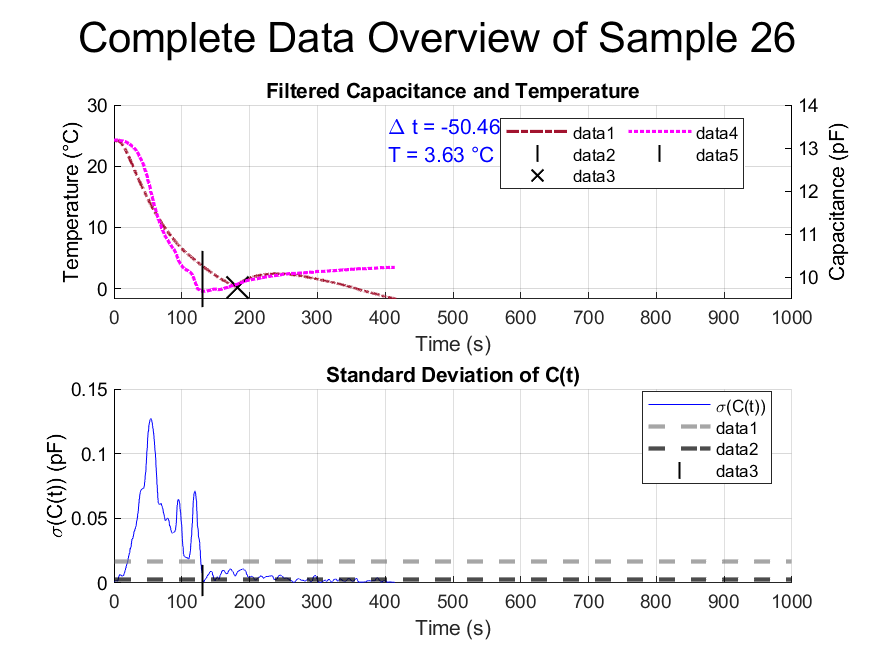 Complete Data Overview of Sample 26
Filtered Capacitance and Temperature
Temperature (°C)
30
20
10
0
Δ t = -50.46
T = 3.63 °C
data1
data2
data3
data4
data5
14
13
12
11
10
Capacitance (pF)
0 100 200 300 400 500 600 700 800 900 1000
Time (s)
Standard Deviation of C(t)
σ(C(t)) (pF)
0.15
0.1
0.05
0
σ(C(t))
data1
data2
data3
0 100 200 300 400 500 600 700 800 900 1000
Time (s)